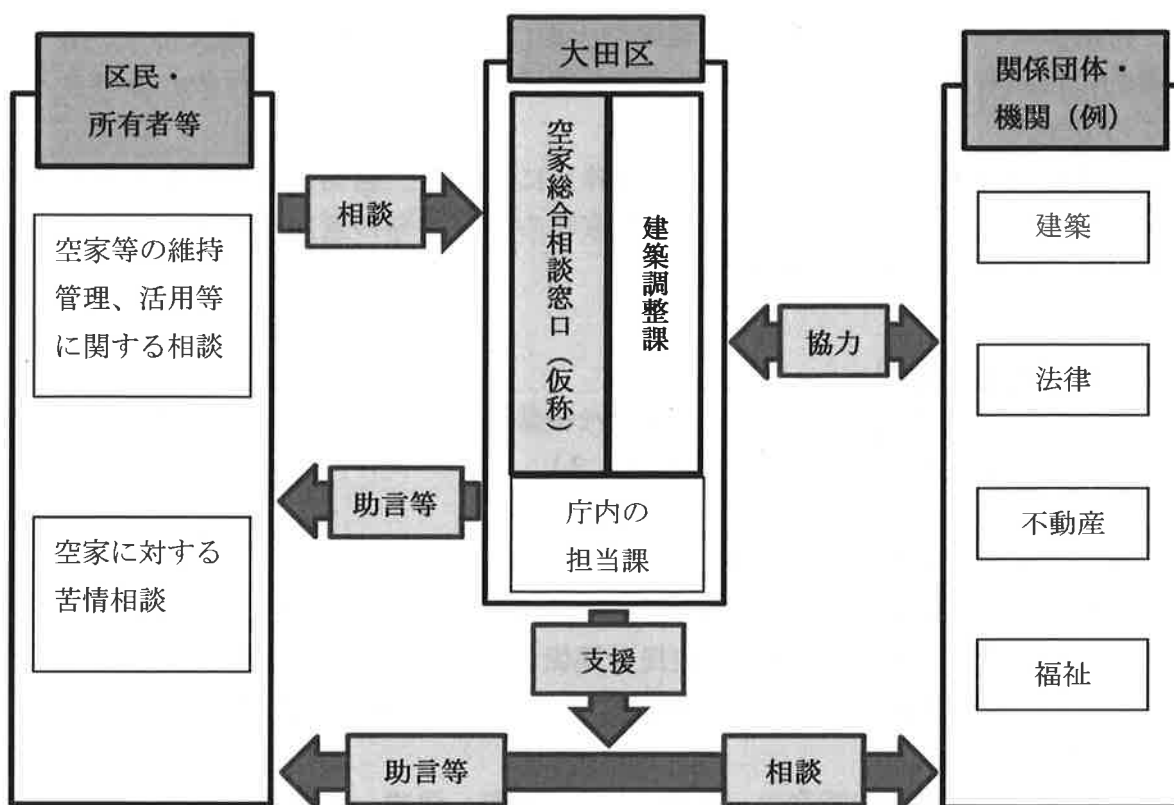 区民・
所有者等
空家等の維持
管理、活用等
に関する相談
空家に対する
苦情相談
相談
助言等
大田区
空家総合相談窓口（仮称）
建築調整課
庁内の
担当課
協力
関係団体・
機関（例）
建築
法律
不動産
福祉
支援
助言等
相談